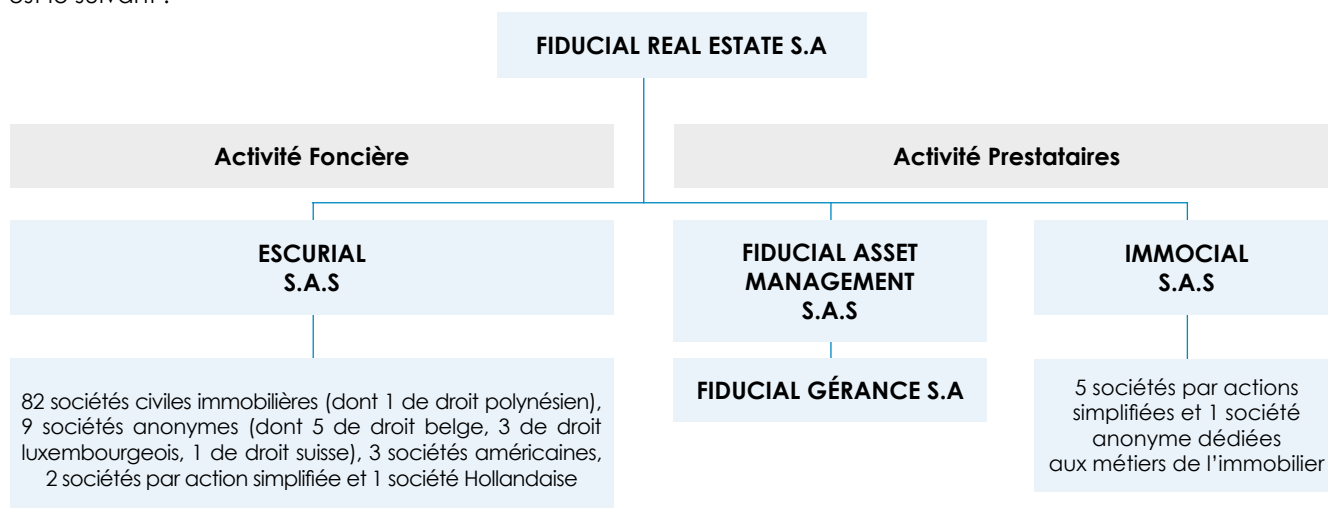 est le suivant :
FIDUCIAL REAL ESTATE S.A
Activité Foncière
Activité Prestataires
ESCURIAL
S.A.S
FIDUCIAL ASSET
MANAGEMENT
S.A.S
IMMOCIAL
S.A.S
82 sociétés civiles immobilières (dont 1 de droit polynésien),
9 sociétés anonymes (dont 5 de droit belge, 3 de droit
luxembourgeois, 1 de droit suisse), 3 sociétés américaines,
2 sociétés par action simplifiée et 1 société Hollandaise
FIDUCIAL GÉRANCE S.A
5 sociétés par actions
simplifiées et 1 société
anonyme dédiées
aux métiers de l’immobilier